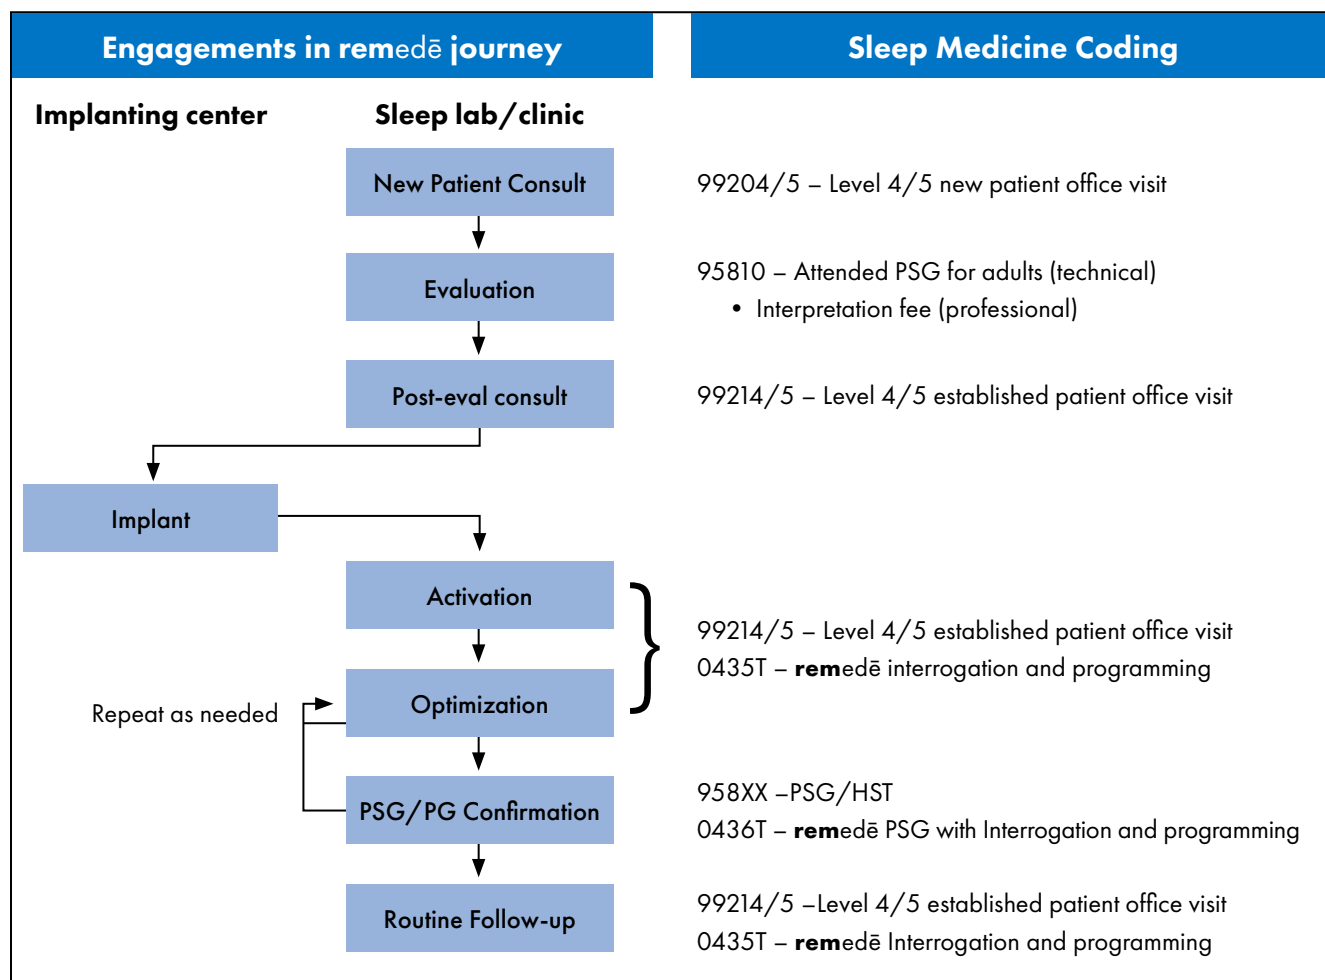 Engagements in remedē journey
Sleep Medicine Coding
Implanting center
Sleep lab/clinic
New Patient Consult
99204/5 – Level 4/5 new patient office visit
Evaluation
95810 – Attended PSG for adults (technical)
• Interpretation fee (professional)
Post-eval consult
99214/5 – Level 4/5 established patient office visit
Implant
Activation
99214/5 – Level 4/5 established patient office visit
0435T – remedē interrogation and programming
Optimization
Repeat as needed
PSG/PG Confirmation
958XX –PSG/HST
0436T – remedē PSG with Interrogation and programming
Routine Follow-up
99214/5 –Level 4/5 established patient office visit
0435T – remedē Interrogation and programming